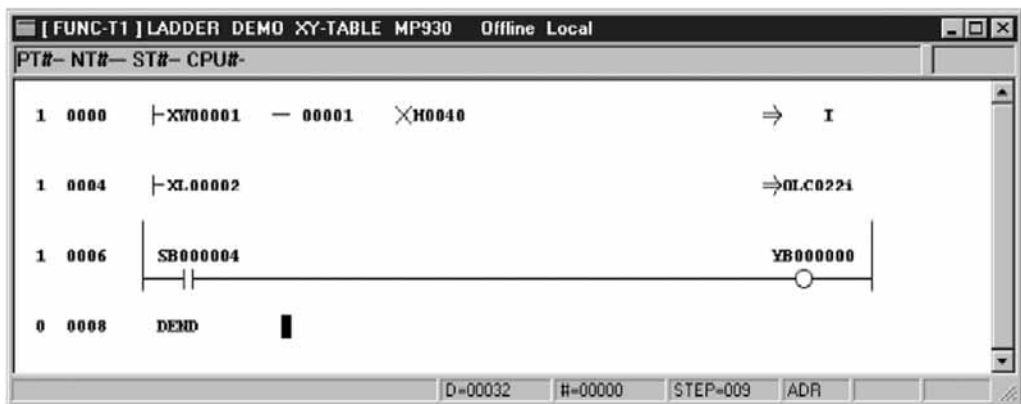 [ FUNC-T1 ] LADDER DEMO XY-TABLE MP930 Offline Local
PT#– NT#— ST#– CPU#-
1 0000 ├XW00001 — 00001 ×H0040 ⇒ I
1 0004 ├XL00002 ⇒OLC022i
1 0006 SB000004 YB000000
0 0008 DEND
D=00032 #=00000 STEP=009 ADR